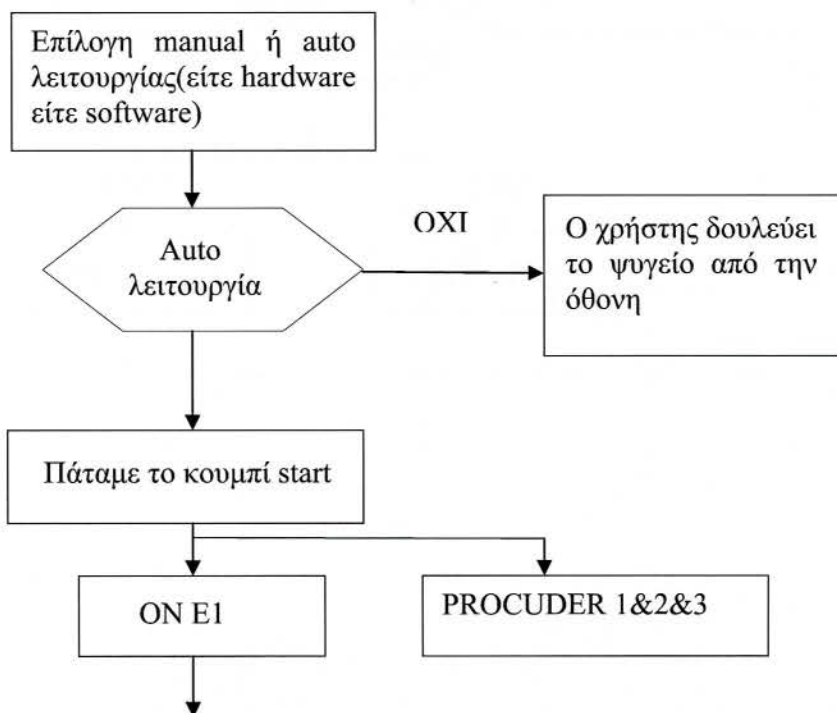 Επίλογη manual ή auto
λειτουργίας(είτε hardware
είτε software)
Auto
λειτουργία
ΟΧΙ
Ο χρήστης δουλεύει
το ψυγείο από την
όθονη
Πάταμε το κουμπί start
ON E1
PROCUDER 1&2&3